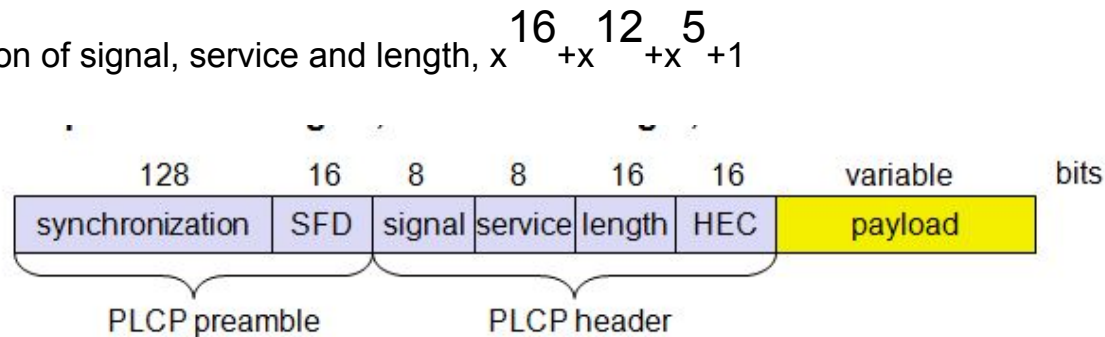 on of signal, service and length, x16+x12+x5+1
128 16 8 8 16 16 variable bits
synchronization SFD signal service length HEC payload
PLCP preamble PLCP header